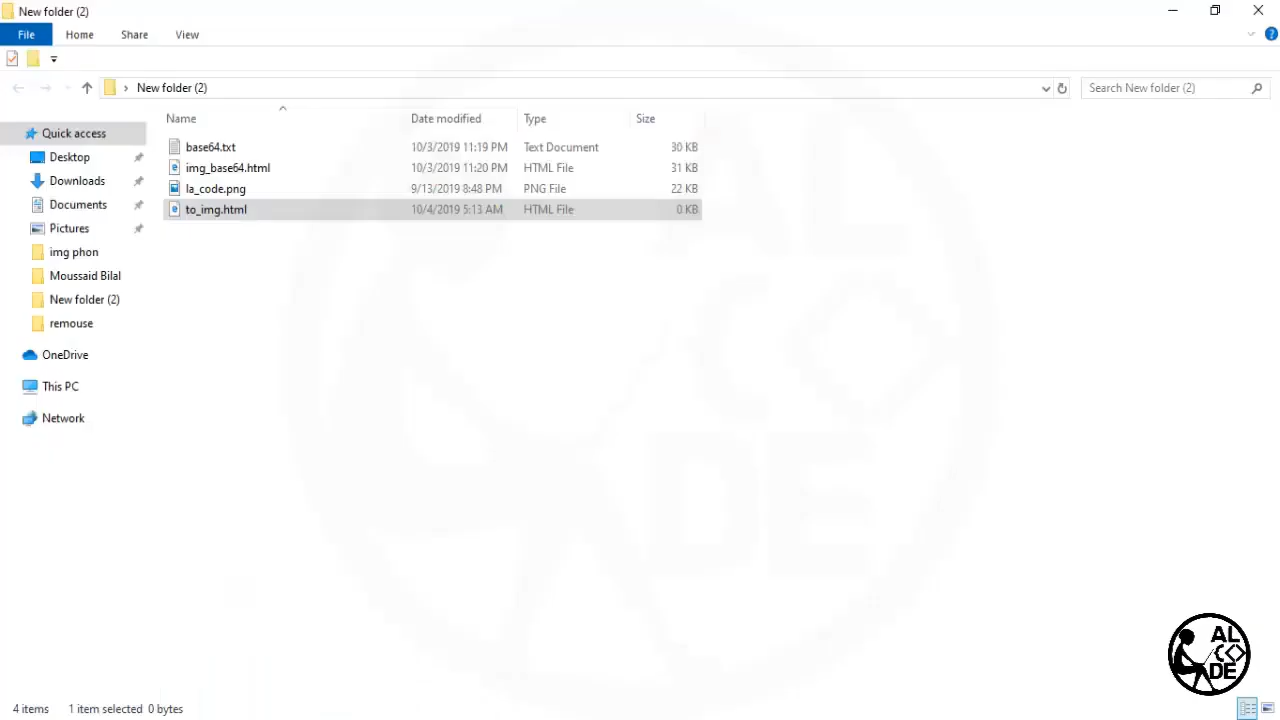 New folder (2)
File Home Share View
New folder (2)
Search New folder (2)
Name Date modified Type Size
Quick access
Desktop
Downloads
Documents
Pictures
img phon
Moussaid Bilal
New folder (2)
remouse
OneDrive
This PC
Network
base64.txt 10/3/2019 11:19 PM Text Document 30 KB
img_base64.html 10/3/2019 11:20 PM HTML File 31 KB
la_code.png 9/13/2019 8:48 PM PNG File 22 KB
to_img.html 10/4/2019 5:13 AM HTML File 0 KB
AL
CO
DE
AL
<>
DE
4 items 1 item selected 0 bytes